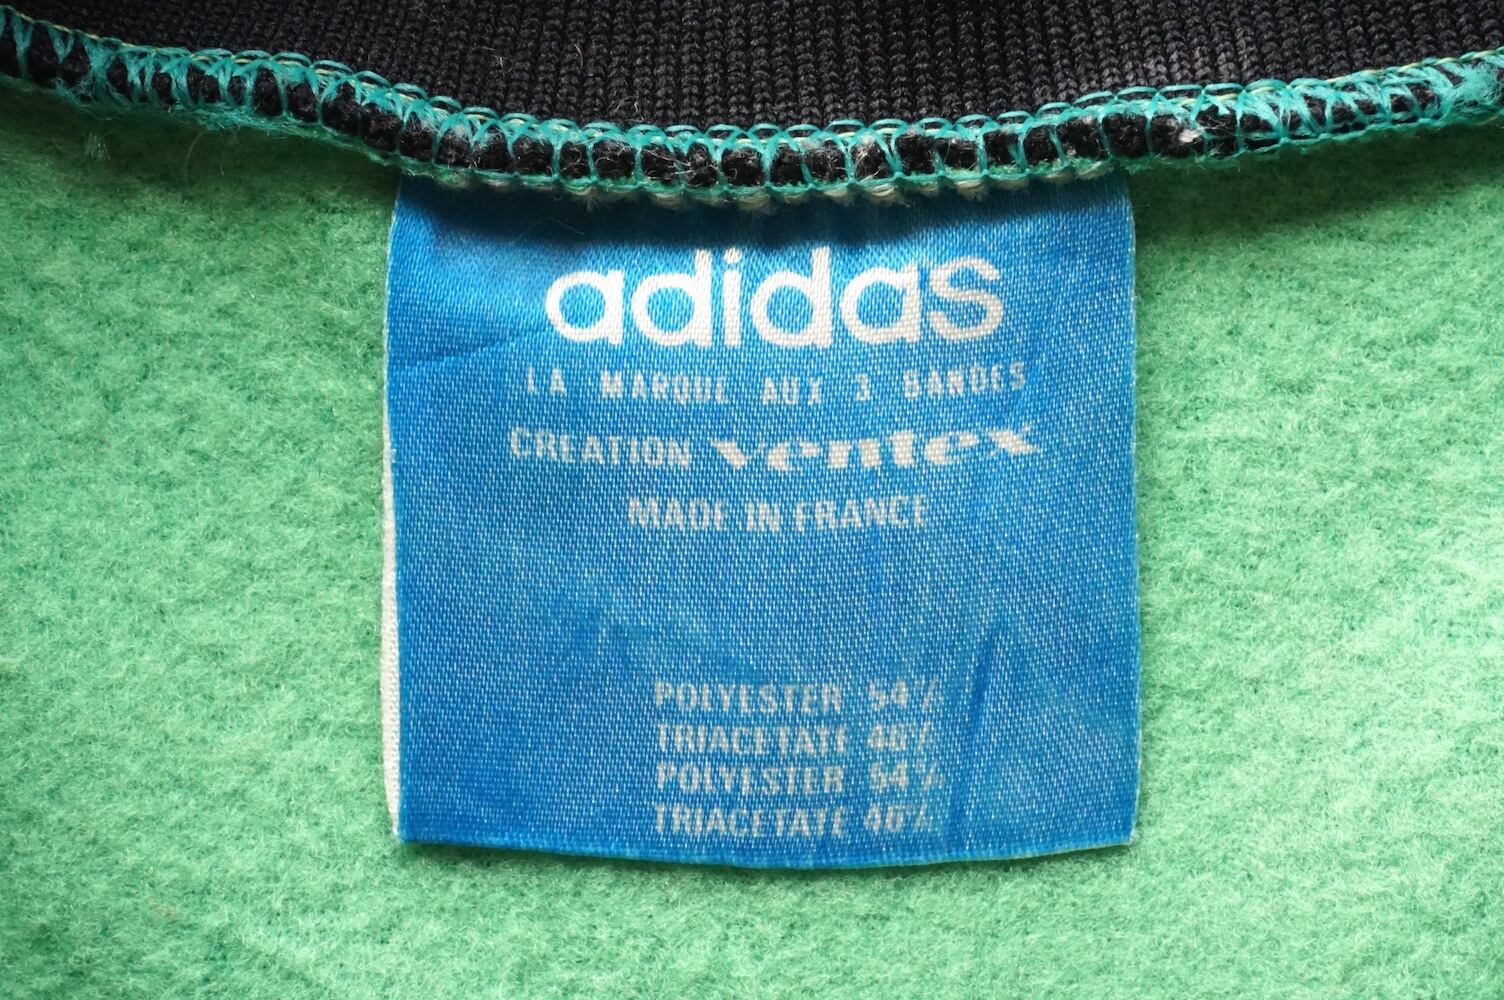 adidas
LA MARQUE AUX 3 BANDES
CREATION ventex
MADE IN FRANCE
POLYESTER 54%
TRIACETATE 46%
POLYESTER 54%
TRIACETATE 46%